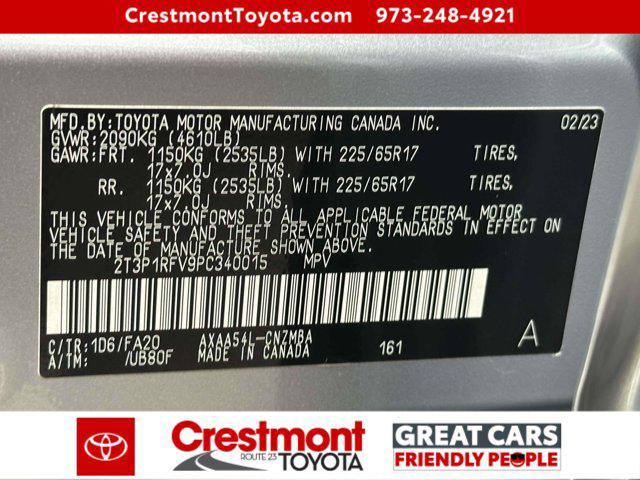 CrestmontToyota.com • 973-248-4921
MFD.BY:TOYOTA MOTOR MANUFACTURING CANADA INC. 02/23
GVWR:2090KG (4610LB)
GAWR:FRT. 1150KG (2535LB) WITH 225/65R17 TIRES,
17x7.0J RIMS.
RR. 1150KG (2535LB) WITH 225/65R17 TIRES,
17x7.0J RIMS.
THIS VEHICLE CONFORMS TO ALL APPLICABLE FEDERAL MOTOR
VEHICLE SAFETY AND THEFT PREVENTION STANDARDS IN EFFECT ON
THE DATE OF MANUFACTURE SHOWN ABOVE.
2T3P1RFV9PC340015 MPV
C/TR:1D6/FA20 AXAA54L-CNZMBA
A/TM: /UB80F MADE IN CANADA 161 A
TOYOTA
Crestmont
ROUTE 23 TOYOTA
GREAT CARS
FRIENDLY PEOPLE